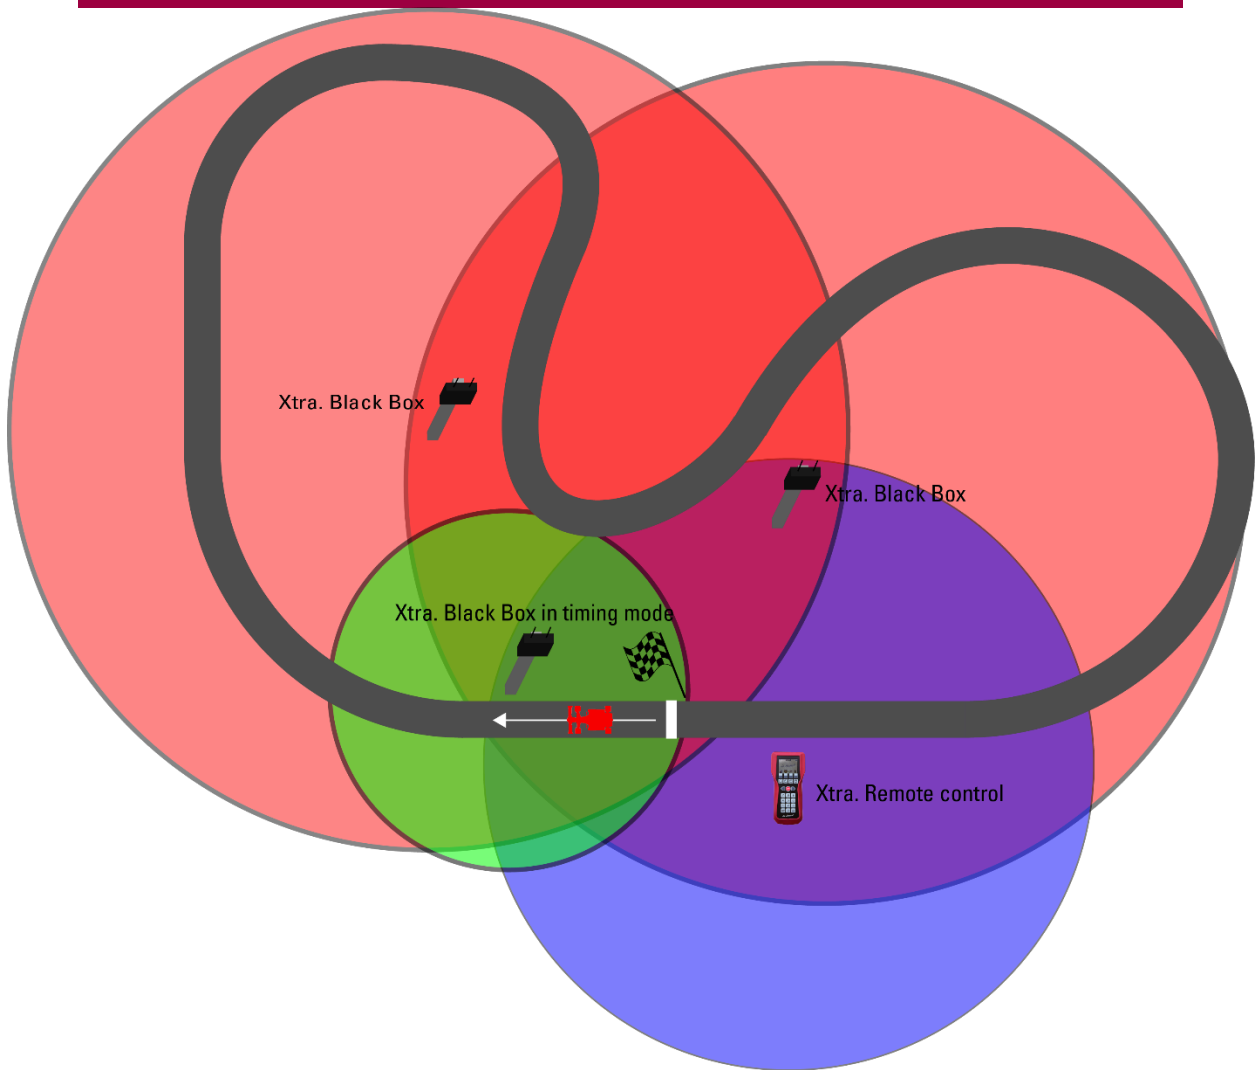 Xtra. Black Box
Xtra. Black Box
Xtra. Black Box in timing mode
Xtra. Remote control